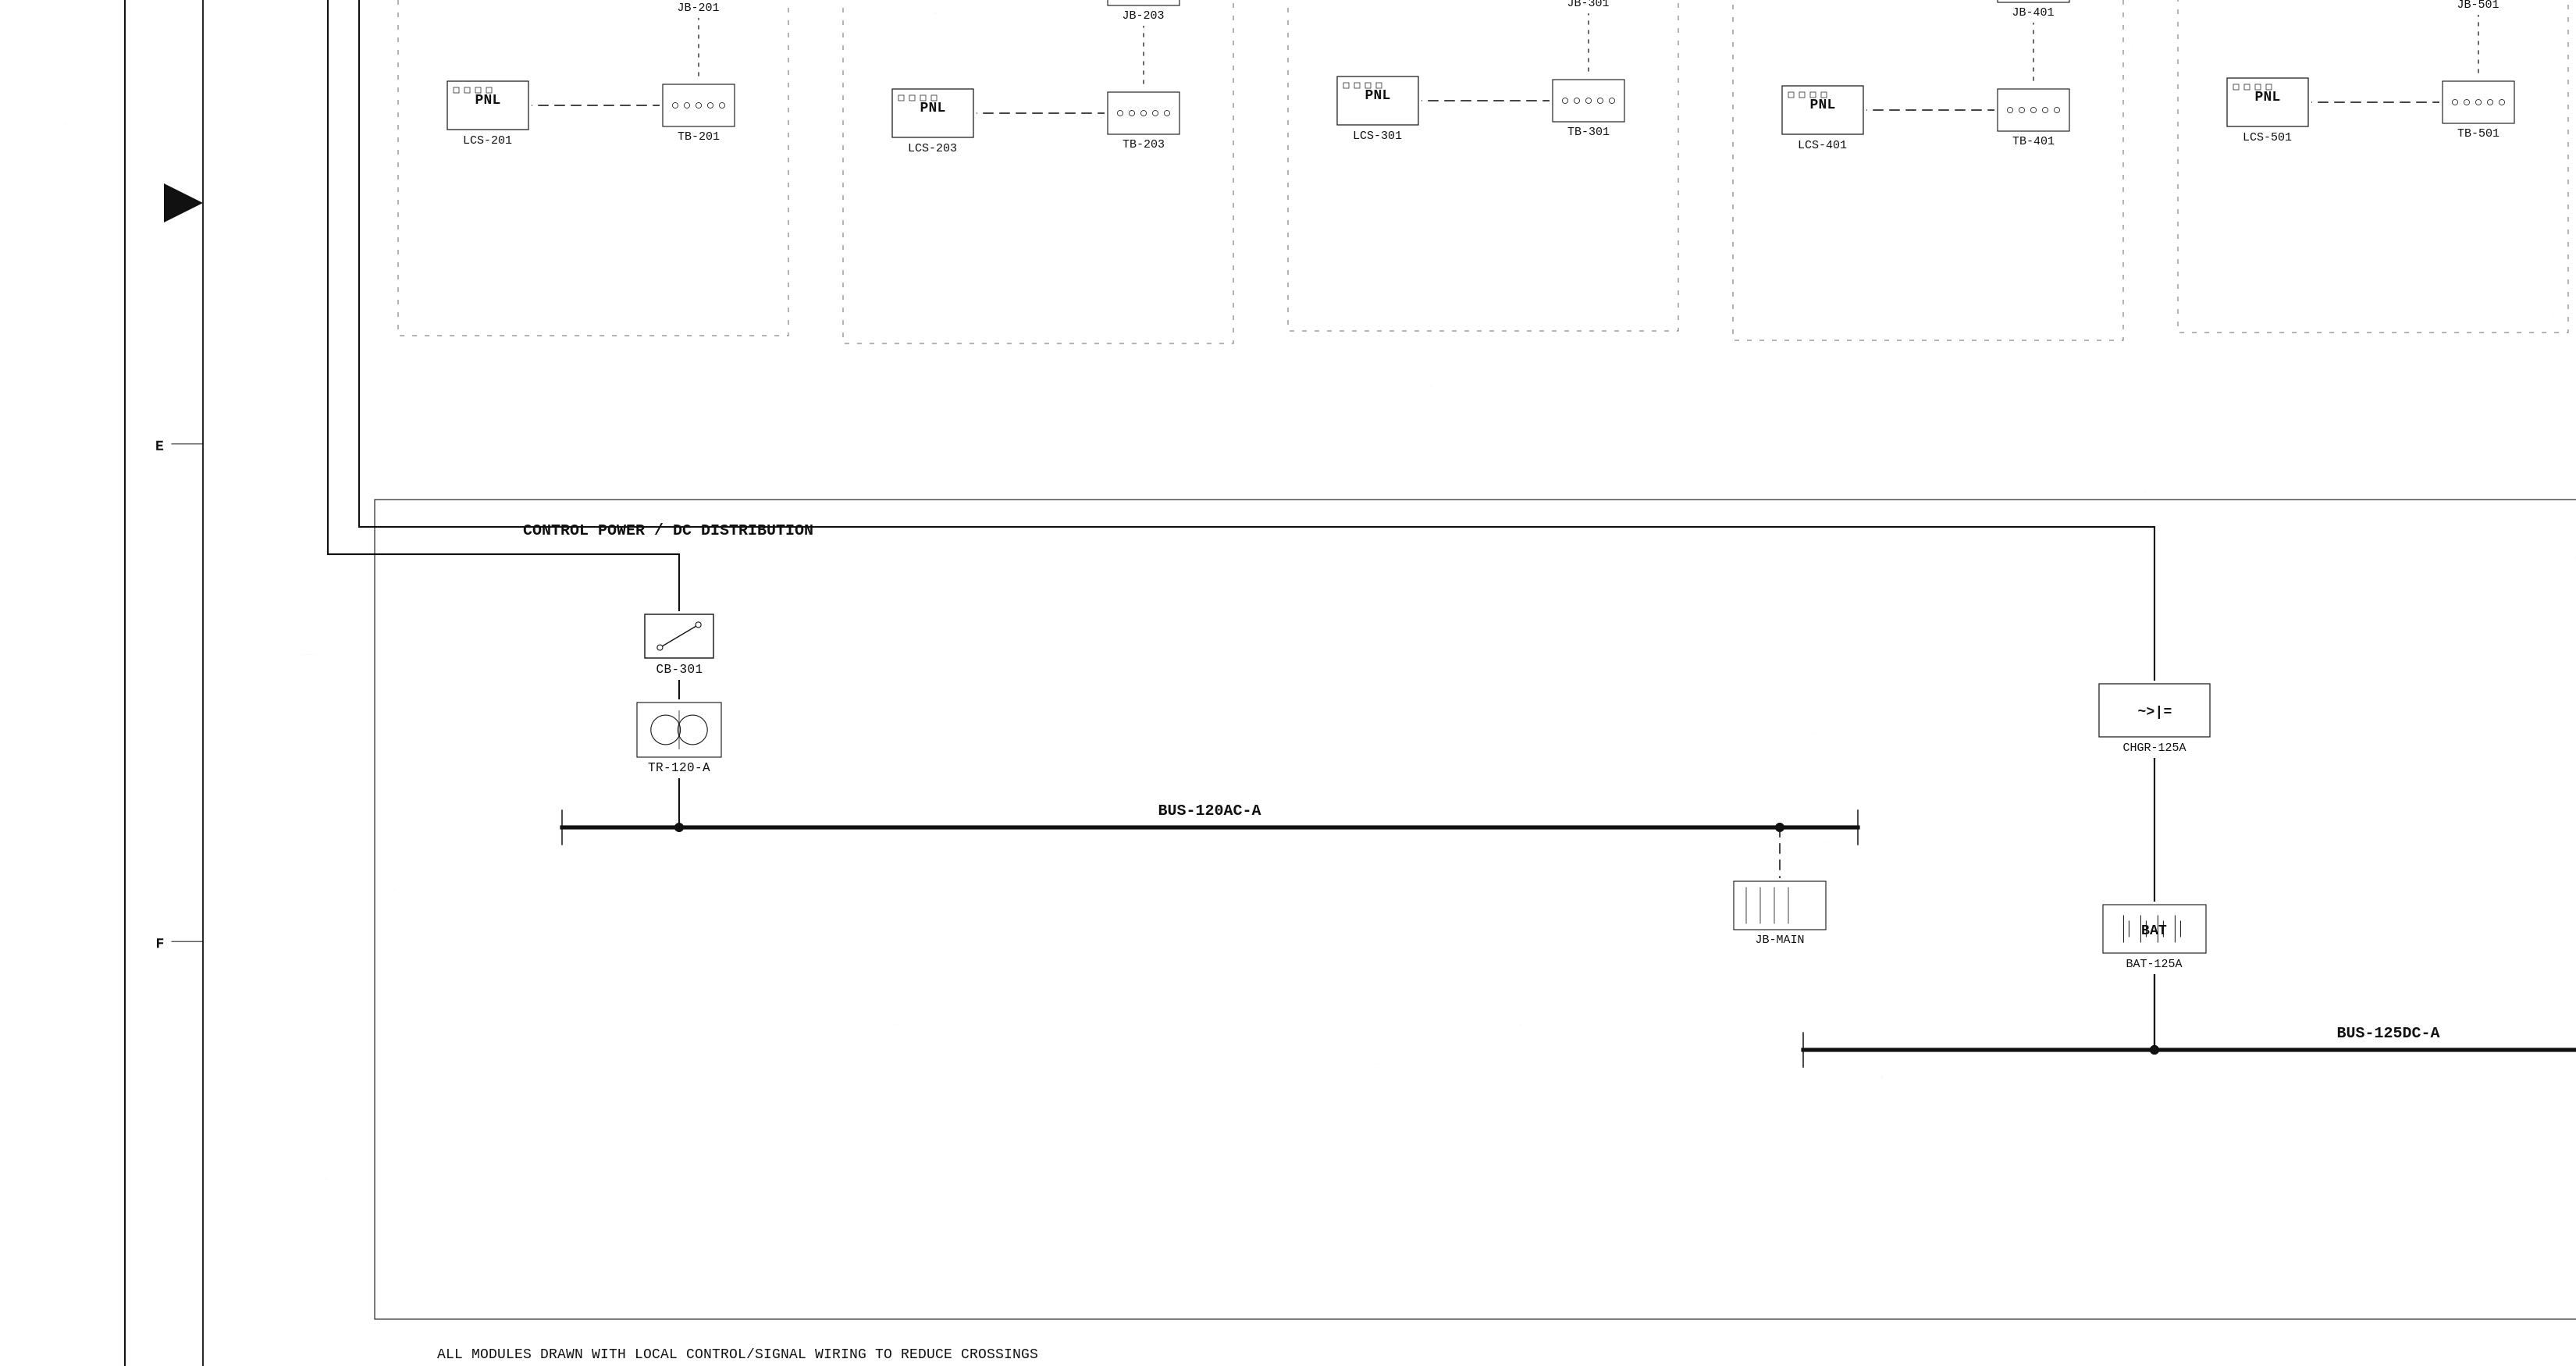 JB-201
JB-203
JB-301
JB-401
JB-501
PNL
PNL
PNL
PNL
PNL
LCS-201
TB-201
LCS-203
TB-203
LCS-301
TB-301
LCS-401
TB-401
LCS-501
TB-501
E
CONTROL POWER / DC DISTRIBUTION
CB-301
~>|=
CHGR-125A
TR-120-A
BUS-120AC-A
JB-MAIN
F
BAT
BAT-125A
BUS-125DC-A
ALL MODULES DRAWN WITH LOCAL CONTROL/SIGNAL WIRING TO REDUCE CROSSINGS